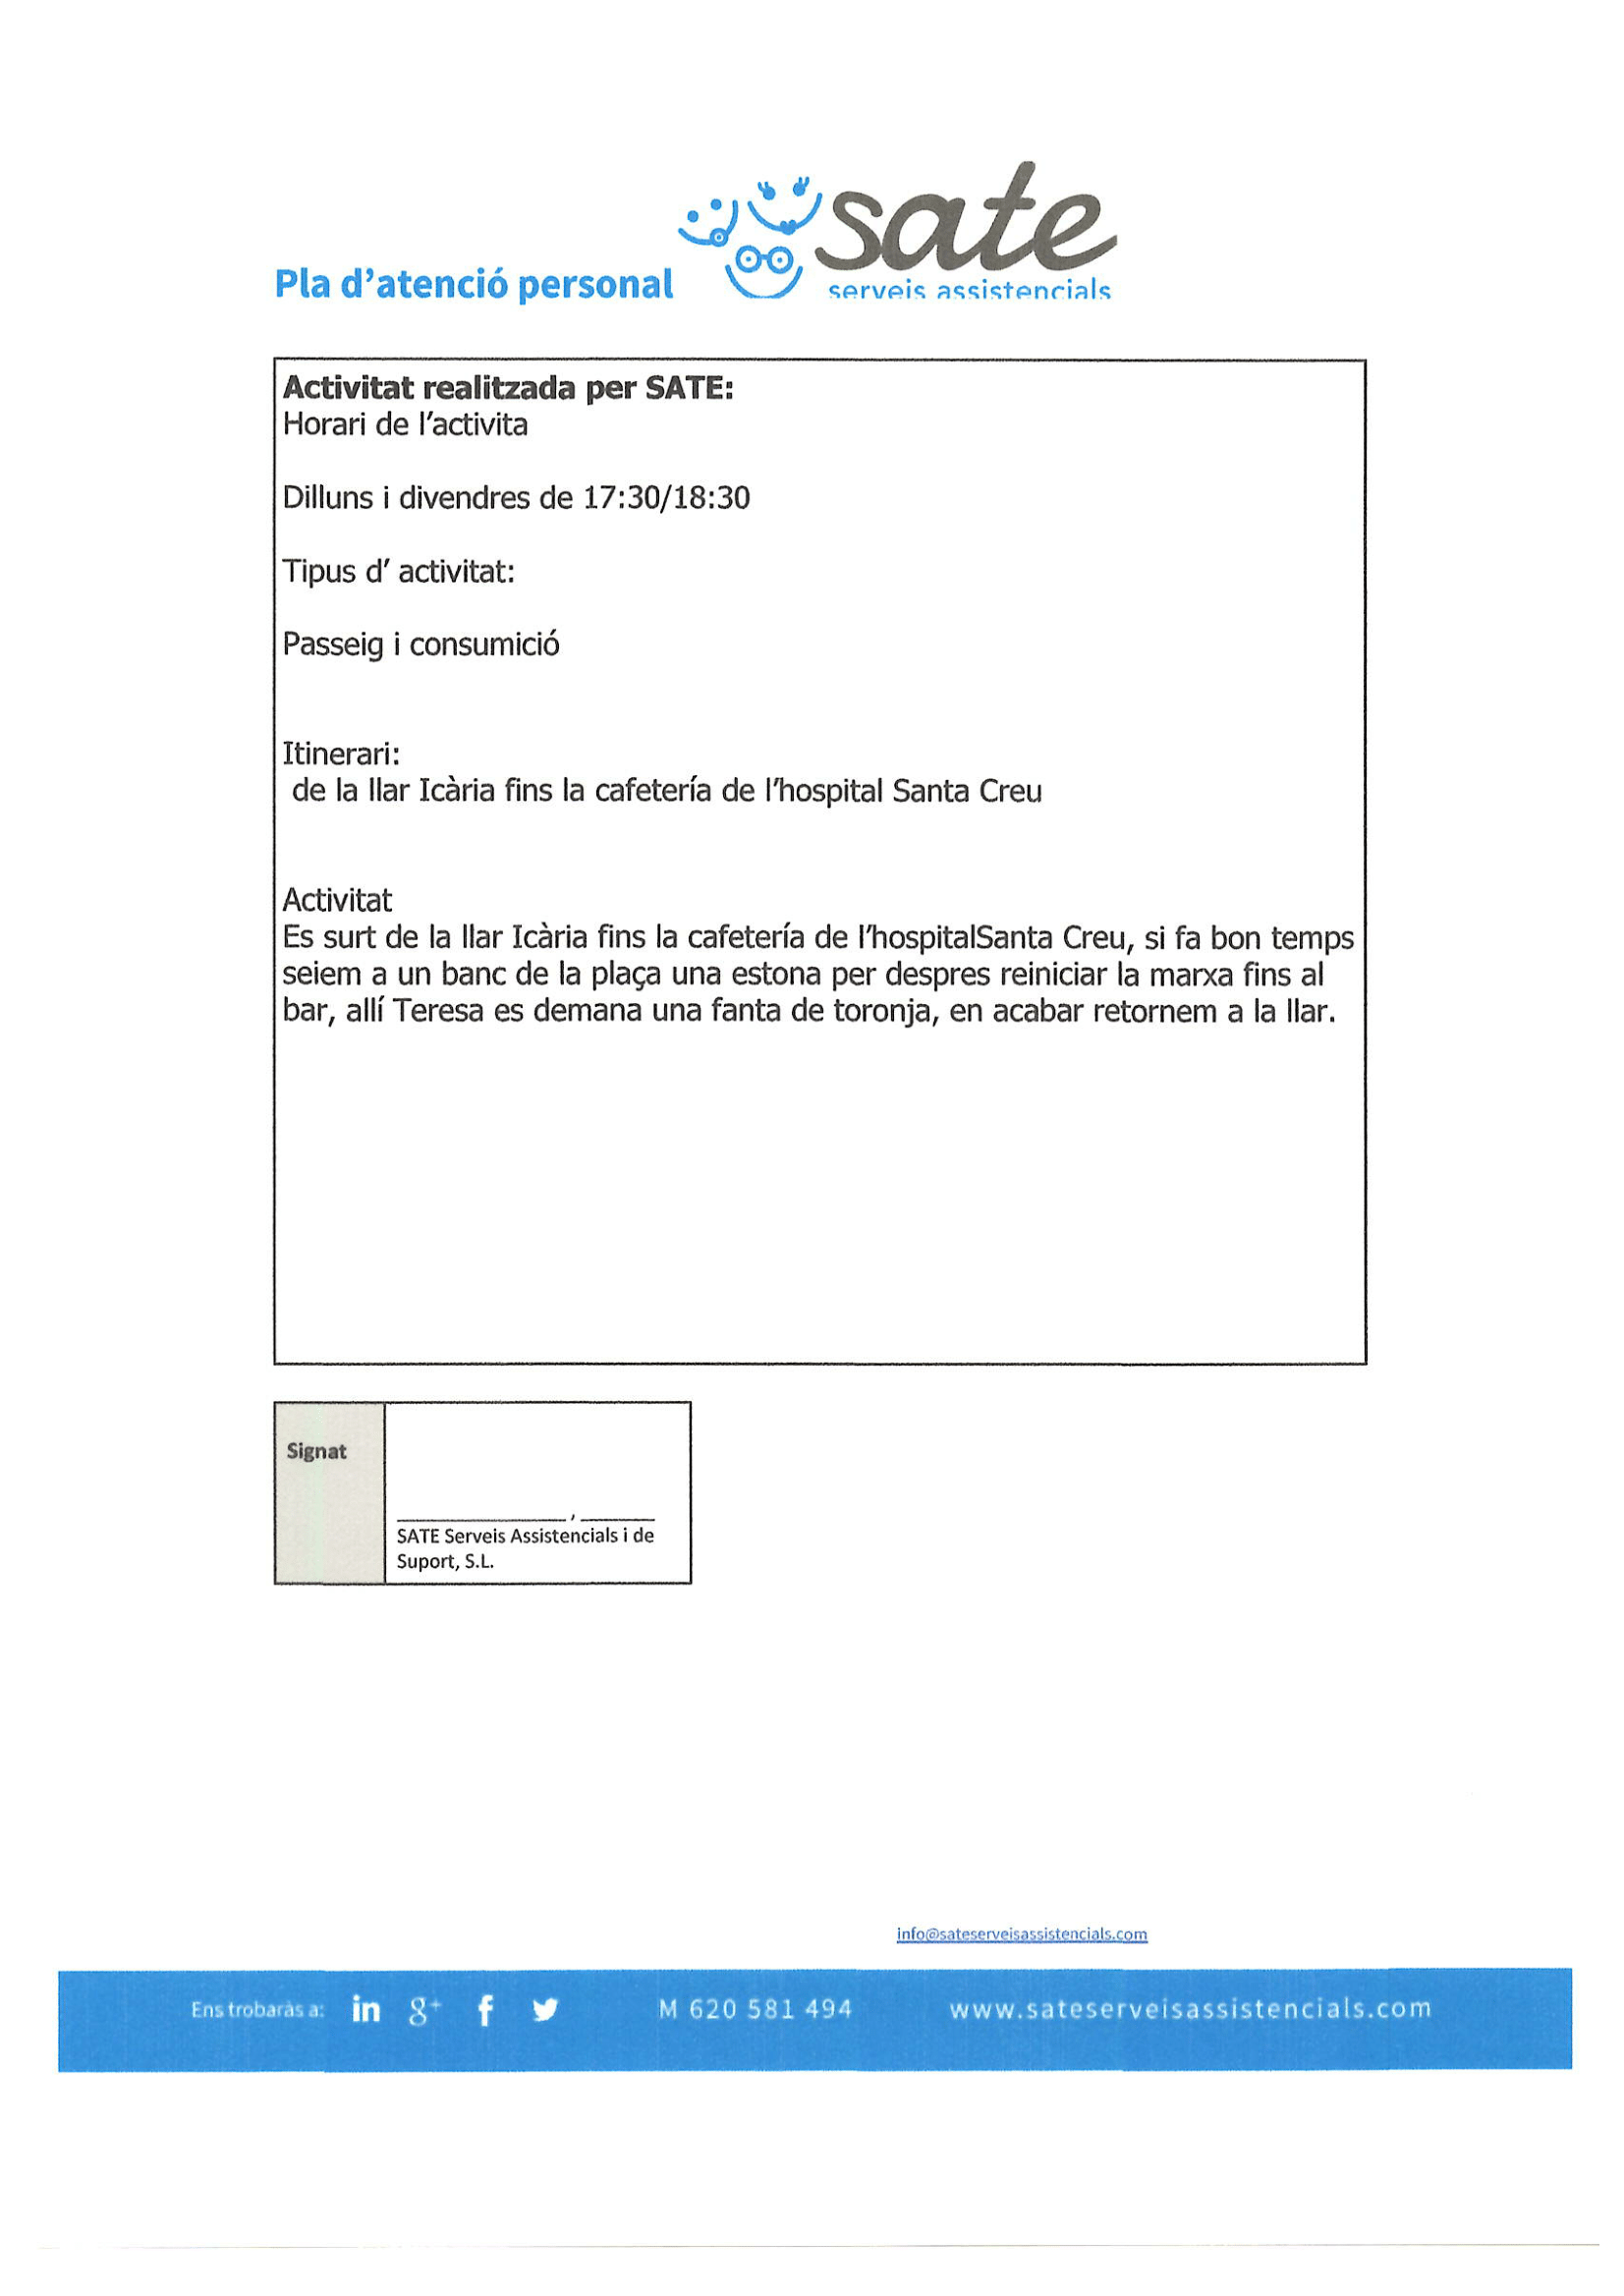 sate
Pla d'atenció personal
serveis assistencials
Activitat realitzada per SATE:
Horari de l'activita
Dilluns i divendres de 17:30/18:30
Tipus d' activitat:
Passeig i consumició
Itinerari:
de la llar Icària fins la cafetería de l'hospital Santa Creu
Activitat
Es surt de la llar Icària fins la cafetería de l'hospitalSanta Creu, si fa bon temps
seiem a un banc de la plaça una estona per despres reiniciar la marxa fins al
bar, allí Teresa es demana una fanta de toronja, en acabar retornem a la llar.
Signat
______________, ______
SATE Serveis Assistencials i de
Suport, S.L.
info@sateserveisassistencials.com
Ens trobaràs a: in g+ f M 620 581 494 www.sateserveisassistencials.com